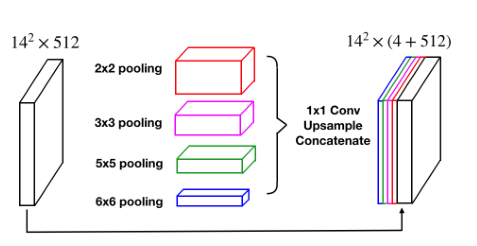 14² × 512
14² × (4 + 512)
2x2 pooling
3x3 pooling
5x5 pooling
6x6 pooling
1x1 Conv
Upsample
Concatenate